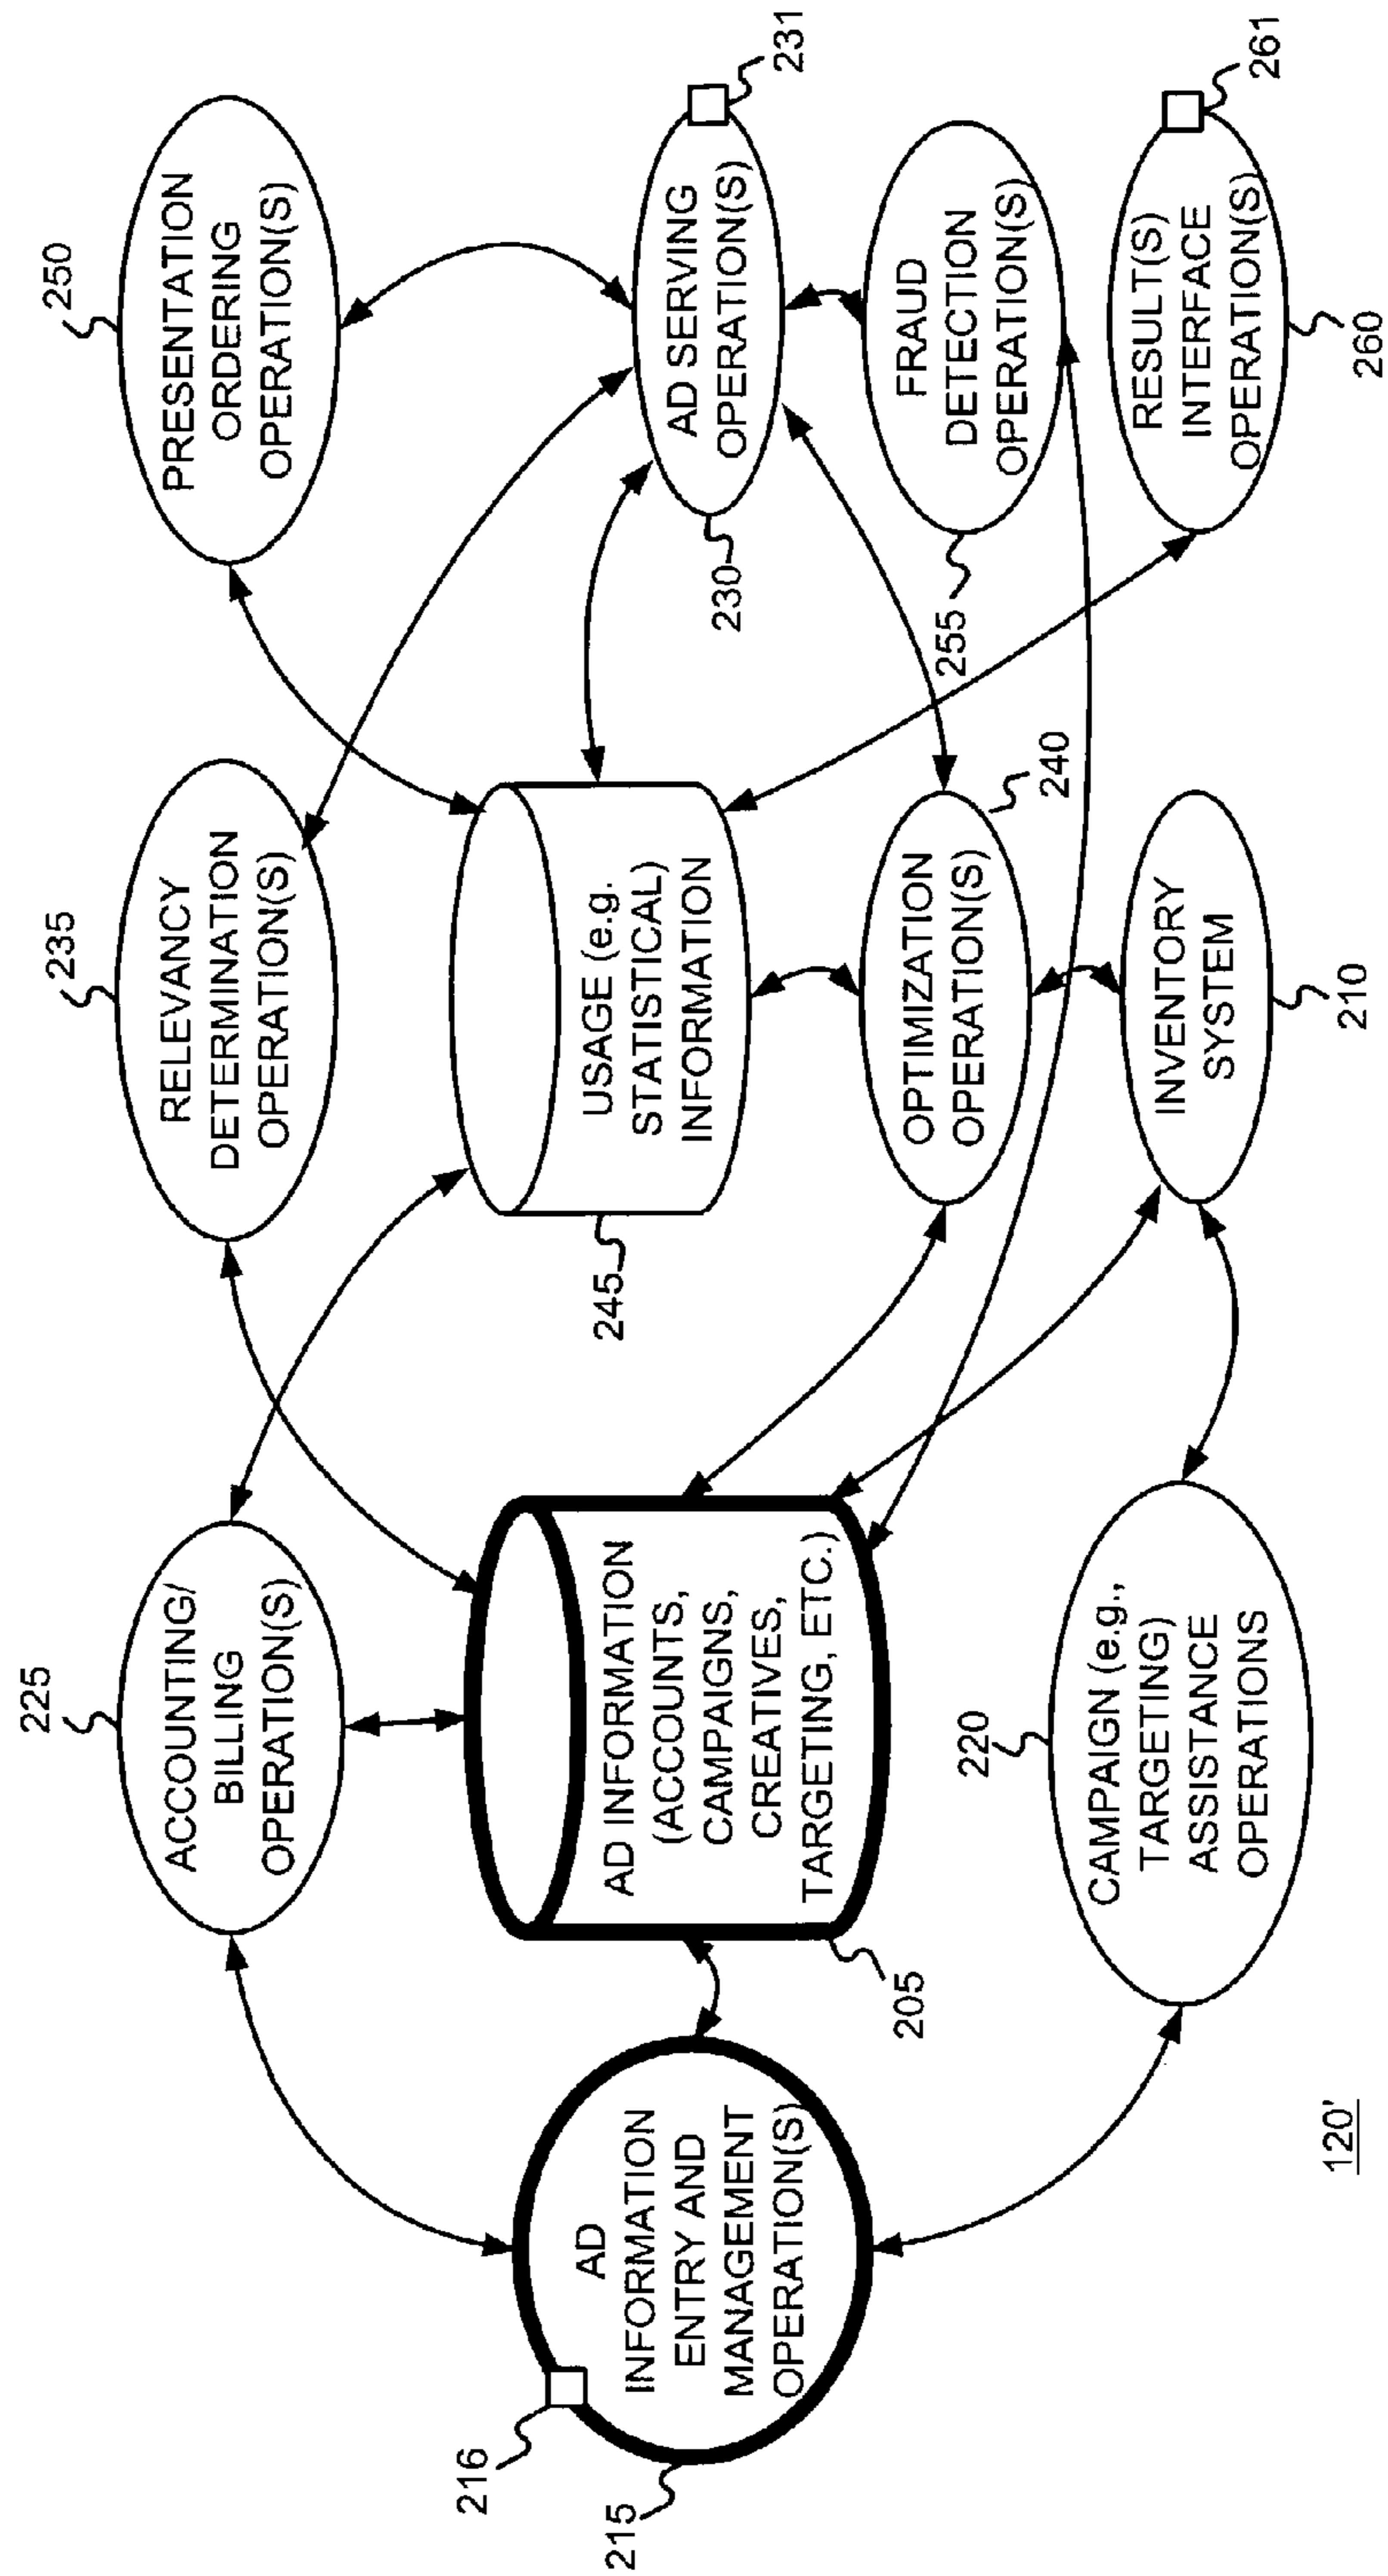 225
ACCOUNTING/
BILLING
OPERATION(S)
235
RELEVANCY
DETERMINATION
OPERATION(S)
250
PRESENTATION
ORDERING
OPERATION(S)
216
215
AD
INFORMATION
ENTRY AND
MANAGEMENT
OPERATION(S)
AD INFORMATION
(ACCOUNTS,
CAMPAIGNS,
CREATIVES,
TARGETING, ETC.)
205
USAGE (e.g.
STATISTICAL)
INFORMATION
245
AD SERVING
OPERATION(S)
230
231
OPTIMIZATION
OPERATION(S)
240
FRAUD
DETECTION
OPERATION(S)
255
220
CAMPAIGN (e.g.,
TARGETING)
ASSISTANCE
OPERATIONS
INVENTORY
SYSTEM
210
RESULT(S)
INTERFACE
OPERATION(S)
260
261
120'